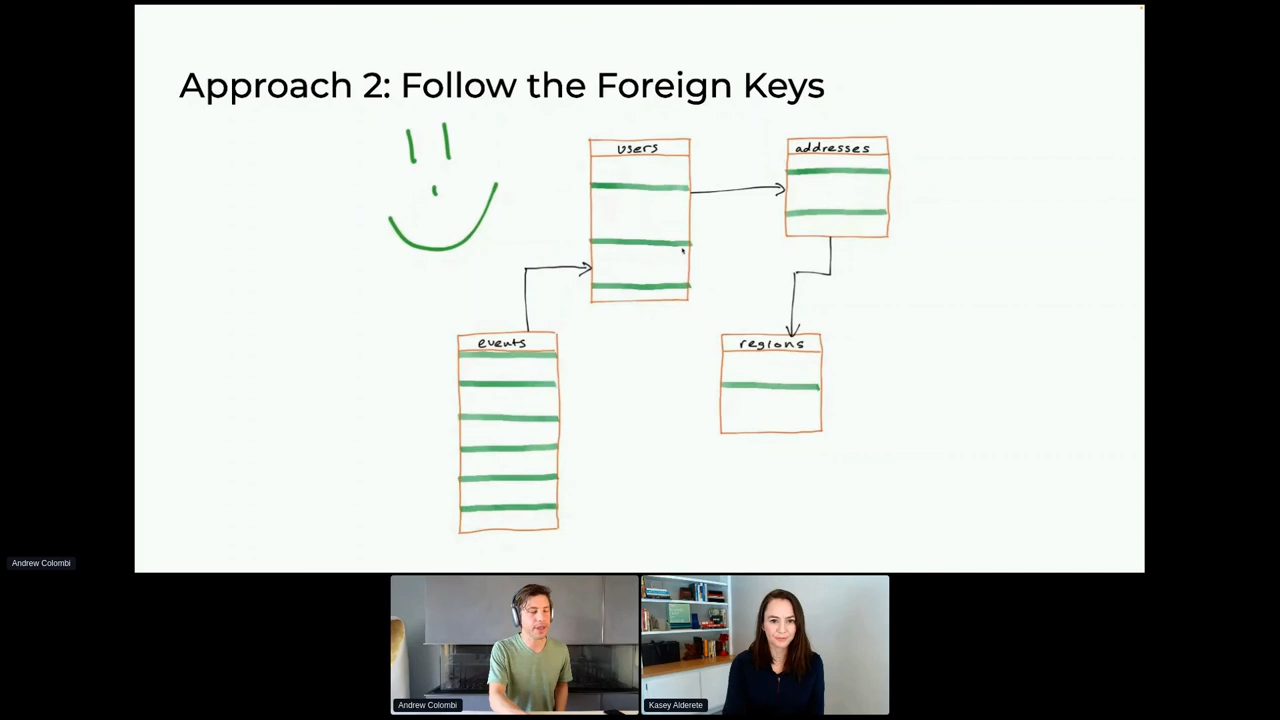 Approach 2: Follow the Foreign Keys
users
addresses
events
regions
Andrew Colombi
Andrew Colombi
Kasey Alderete